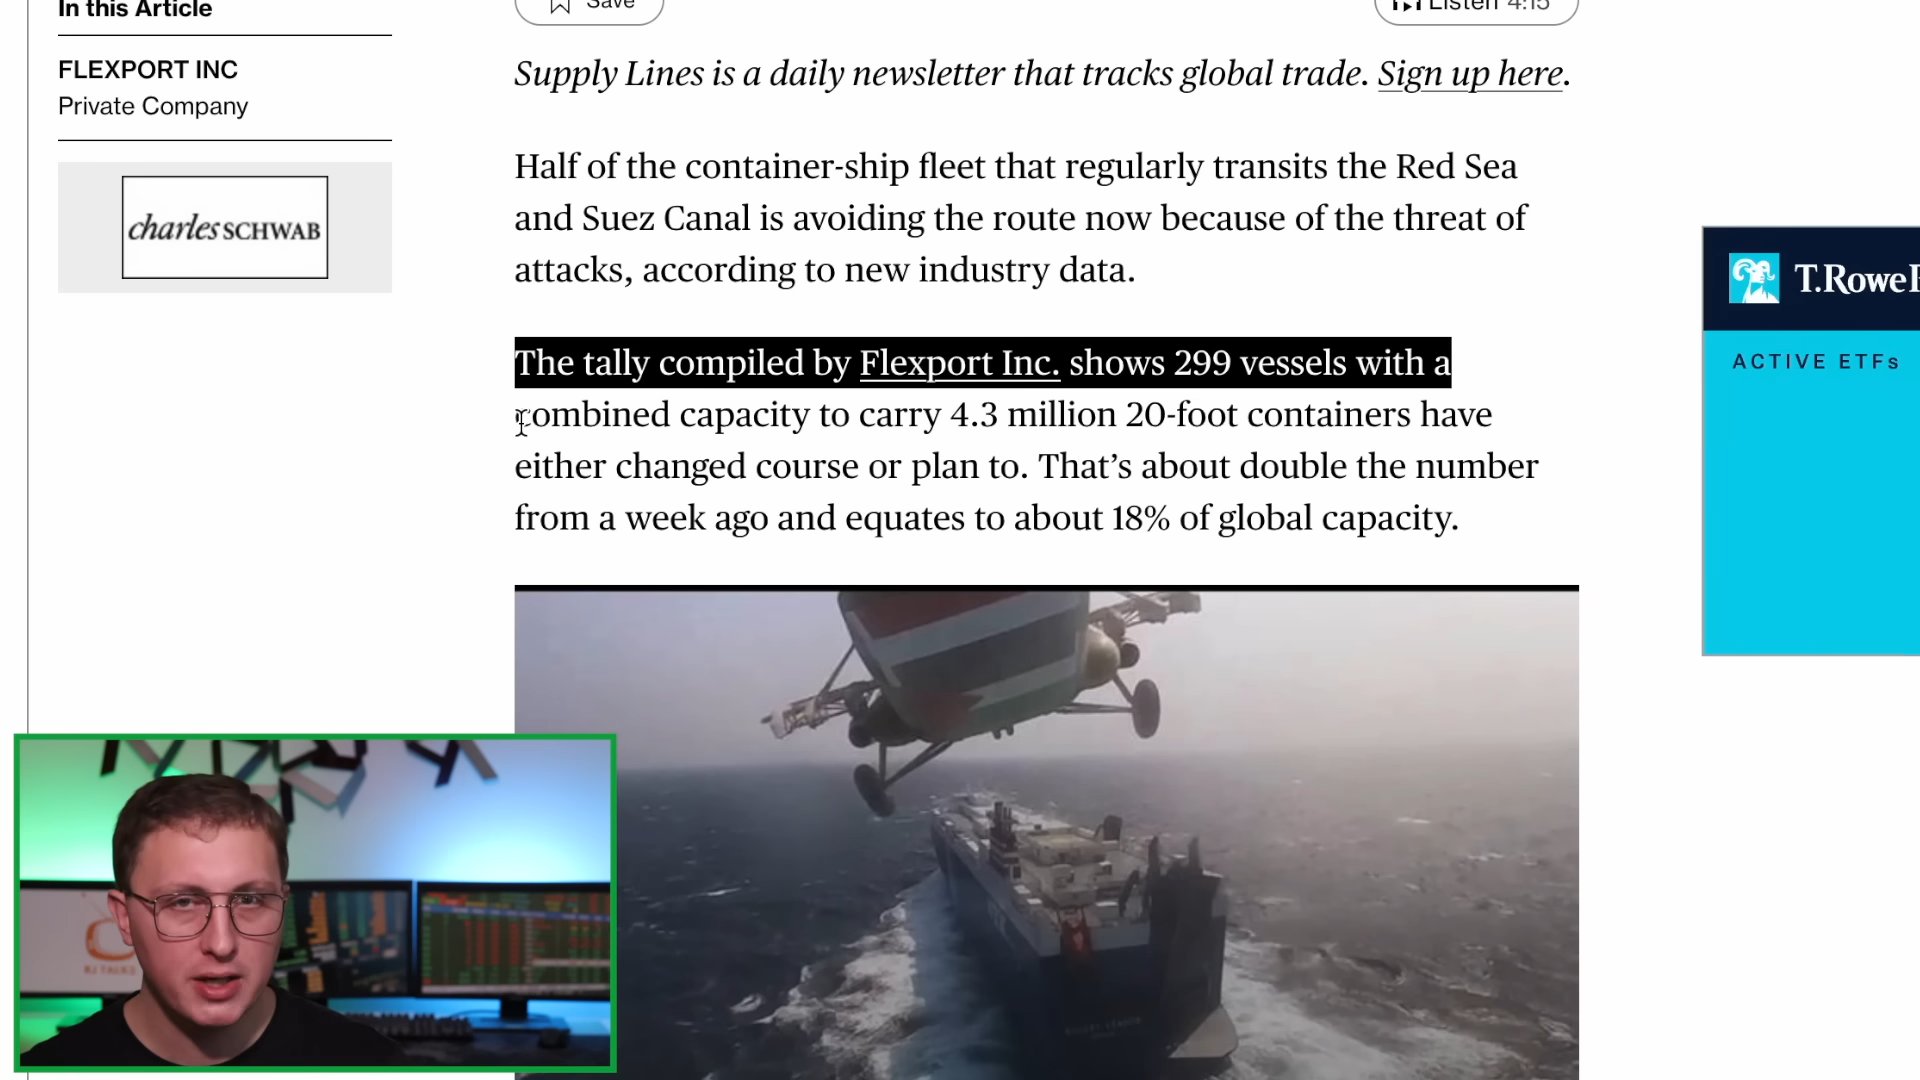 In this Article
Save
Listen 4:15
FLEXPORT INC
Private Company
charles SCHWAB
Supply Lines is a daily newsletter that tracks global trade. Sign up here.
Half of the container-ship fleet that regularly transits the Red Sea
and Suez Canal is avoiding the route now because of the threat of
attacks, according to new industry data.
The tally compiled by Flexport Inc. shows 299 vessels with a
combined capacity to carry 4.3 million 20-foot containers have
either changed course or plan to. That’s about double the number
from a week ago and equates to about 18% of global capacity.
T.Rowe
ACTIVE ETFs
RJ TALKS